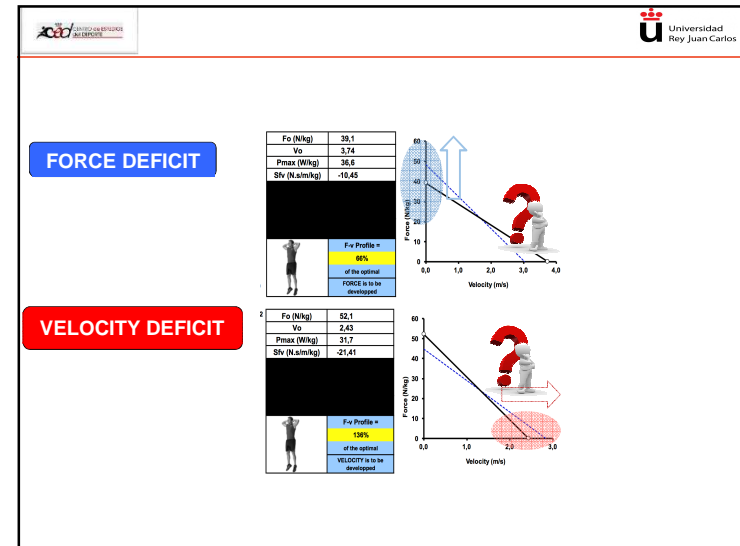 CENTRO DE ESTUDIOS
DEL DEPORTE
Universidad
Rey Juan Carlos
FORCE DEFICIT
Fo (N/kg) 39,1
Vo 3,74
Pmax (W/kg) 36,6
Sfv (N.s/m/kg) -10,45
F-v Profile =
66%
of the optimal
FORCE is to be
developped
Force (N/kg)
60
50
40
30
20
10
0
0,0 1,0 2,0 3,0 4,0
Velocity (m/s)
VELOCITY DEFICIT
2
Fo (N/kg) 52,1
Vo 2,43
Pmax (W/kg) 31,7
Sfv (N.s/m/kg) -21,41
F-v Profile =
136%
of the optimal
VELOCITY is to be
developped
Force (N/kg)
60
50
40
30
20
10
0
0,0 1,0 2,0 3,0
Velocity (m/s)